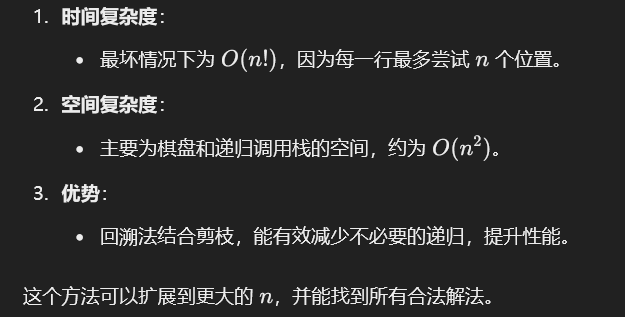 1. 时间复杂度：
• 最坏情况下为 O(n!)，因为每一行最多尝试 n 个位置。
2. 空间复杂度：
• 主要为棋盘和递归调用栈的空间，约为 O(n²)。
3. 优势：
• 回溯法结合剪枝，能有效减少不必要的递归，提升性能。
这个方法可以扩展到更大的 n，并能找到所有合法解法。